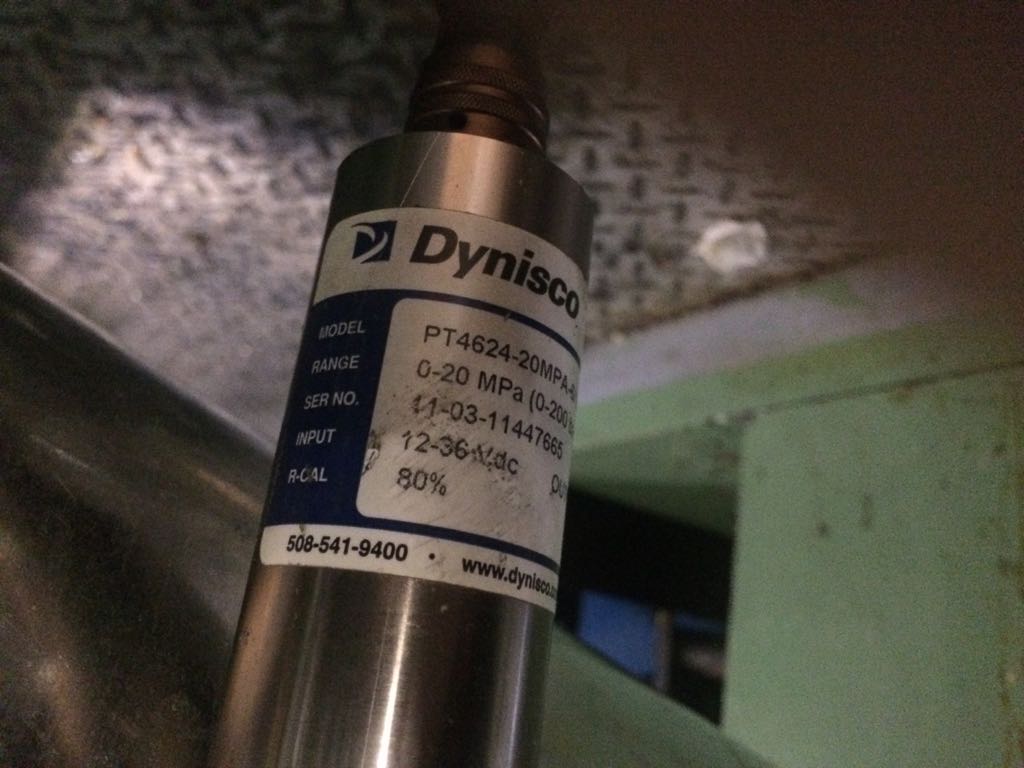 Dynisco
MODEL PT4624-20MPA-
RANGE 0-20 MPa (0-200
SER NO. 11-03-11447665
INPUT 12-36 Vdc
R-CAL 80%
508-541-9400 • www.dynisco.